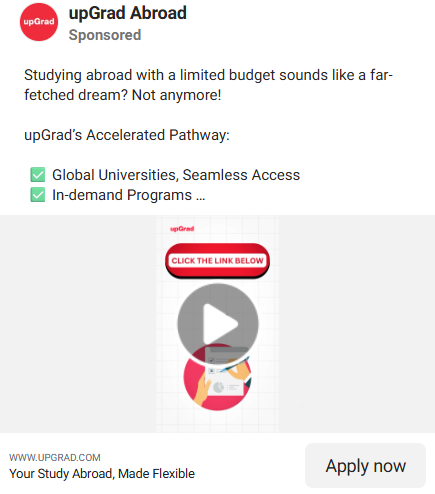 upGrad
upGrad Abroad
Sponsored
Studying abroad with a limited budget sounds like a far-
fetched dream? Not anymore!
upGrad’s Accelerated Pathway:
✅ Global Universities, Seamless Access
✅ In-demand Programs ...
upGrad
CLICK THE LINK BELOW
WWW.UPGRAD.COM
Your Study Abroad, Made Flexible
Apply now